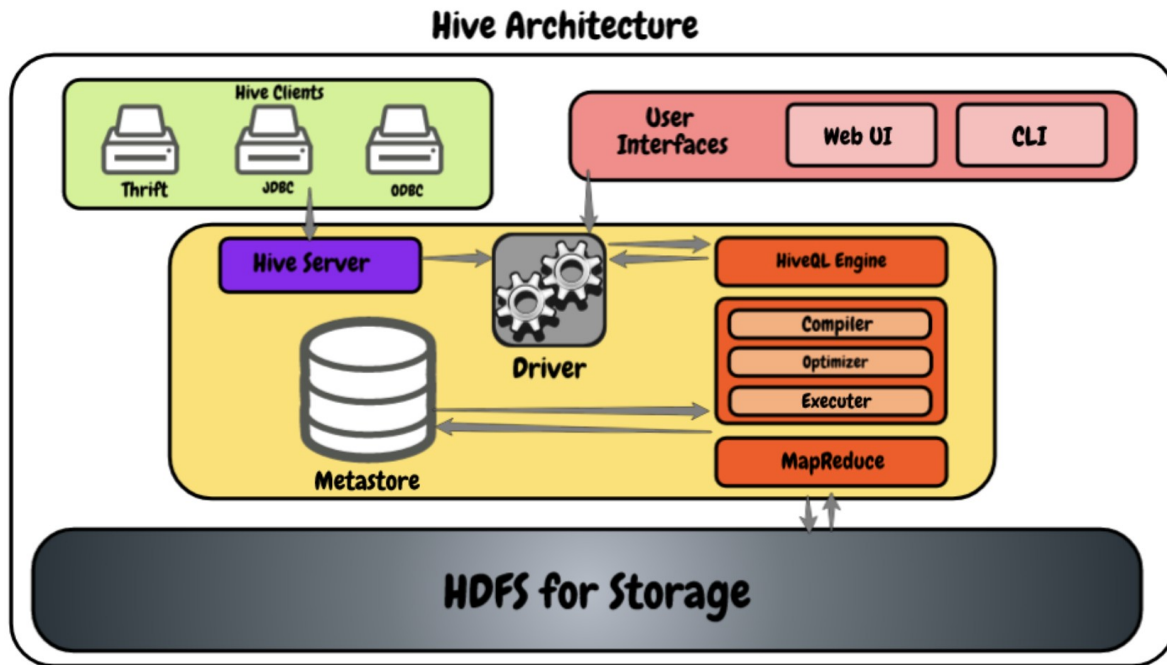 Hive Architecture
Hive Clients
Thrift
JDBC
ODBC
User
Interfaces
Web UI
CLI
Hive Server
Driver
HiveQL Engine
Compiler
Optimizer
Executer
Metastore
MapReduce
HDFS for Storage